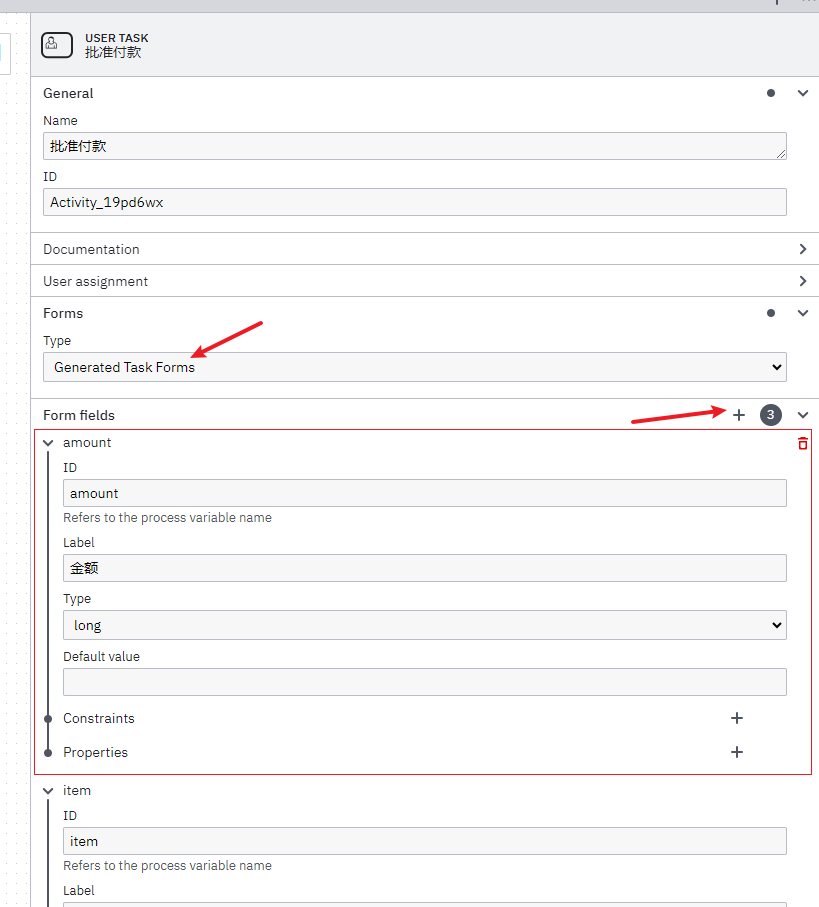 USER TASK
批准付款
General
Name
批准付款
ID
Activity_19pd6wx
Documentation
User assignment
Forms
Type
Generated Task Forms
Form fields
3
amount
ID
amount
Refers to the process variable name
Label
金额
Type
long
Default value
Constraints
Properties
item
ID
item
Refers to the process variable name
Label